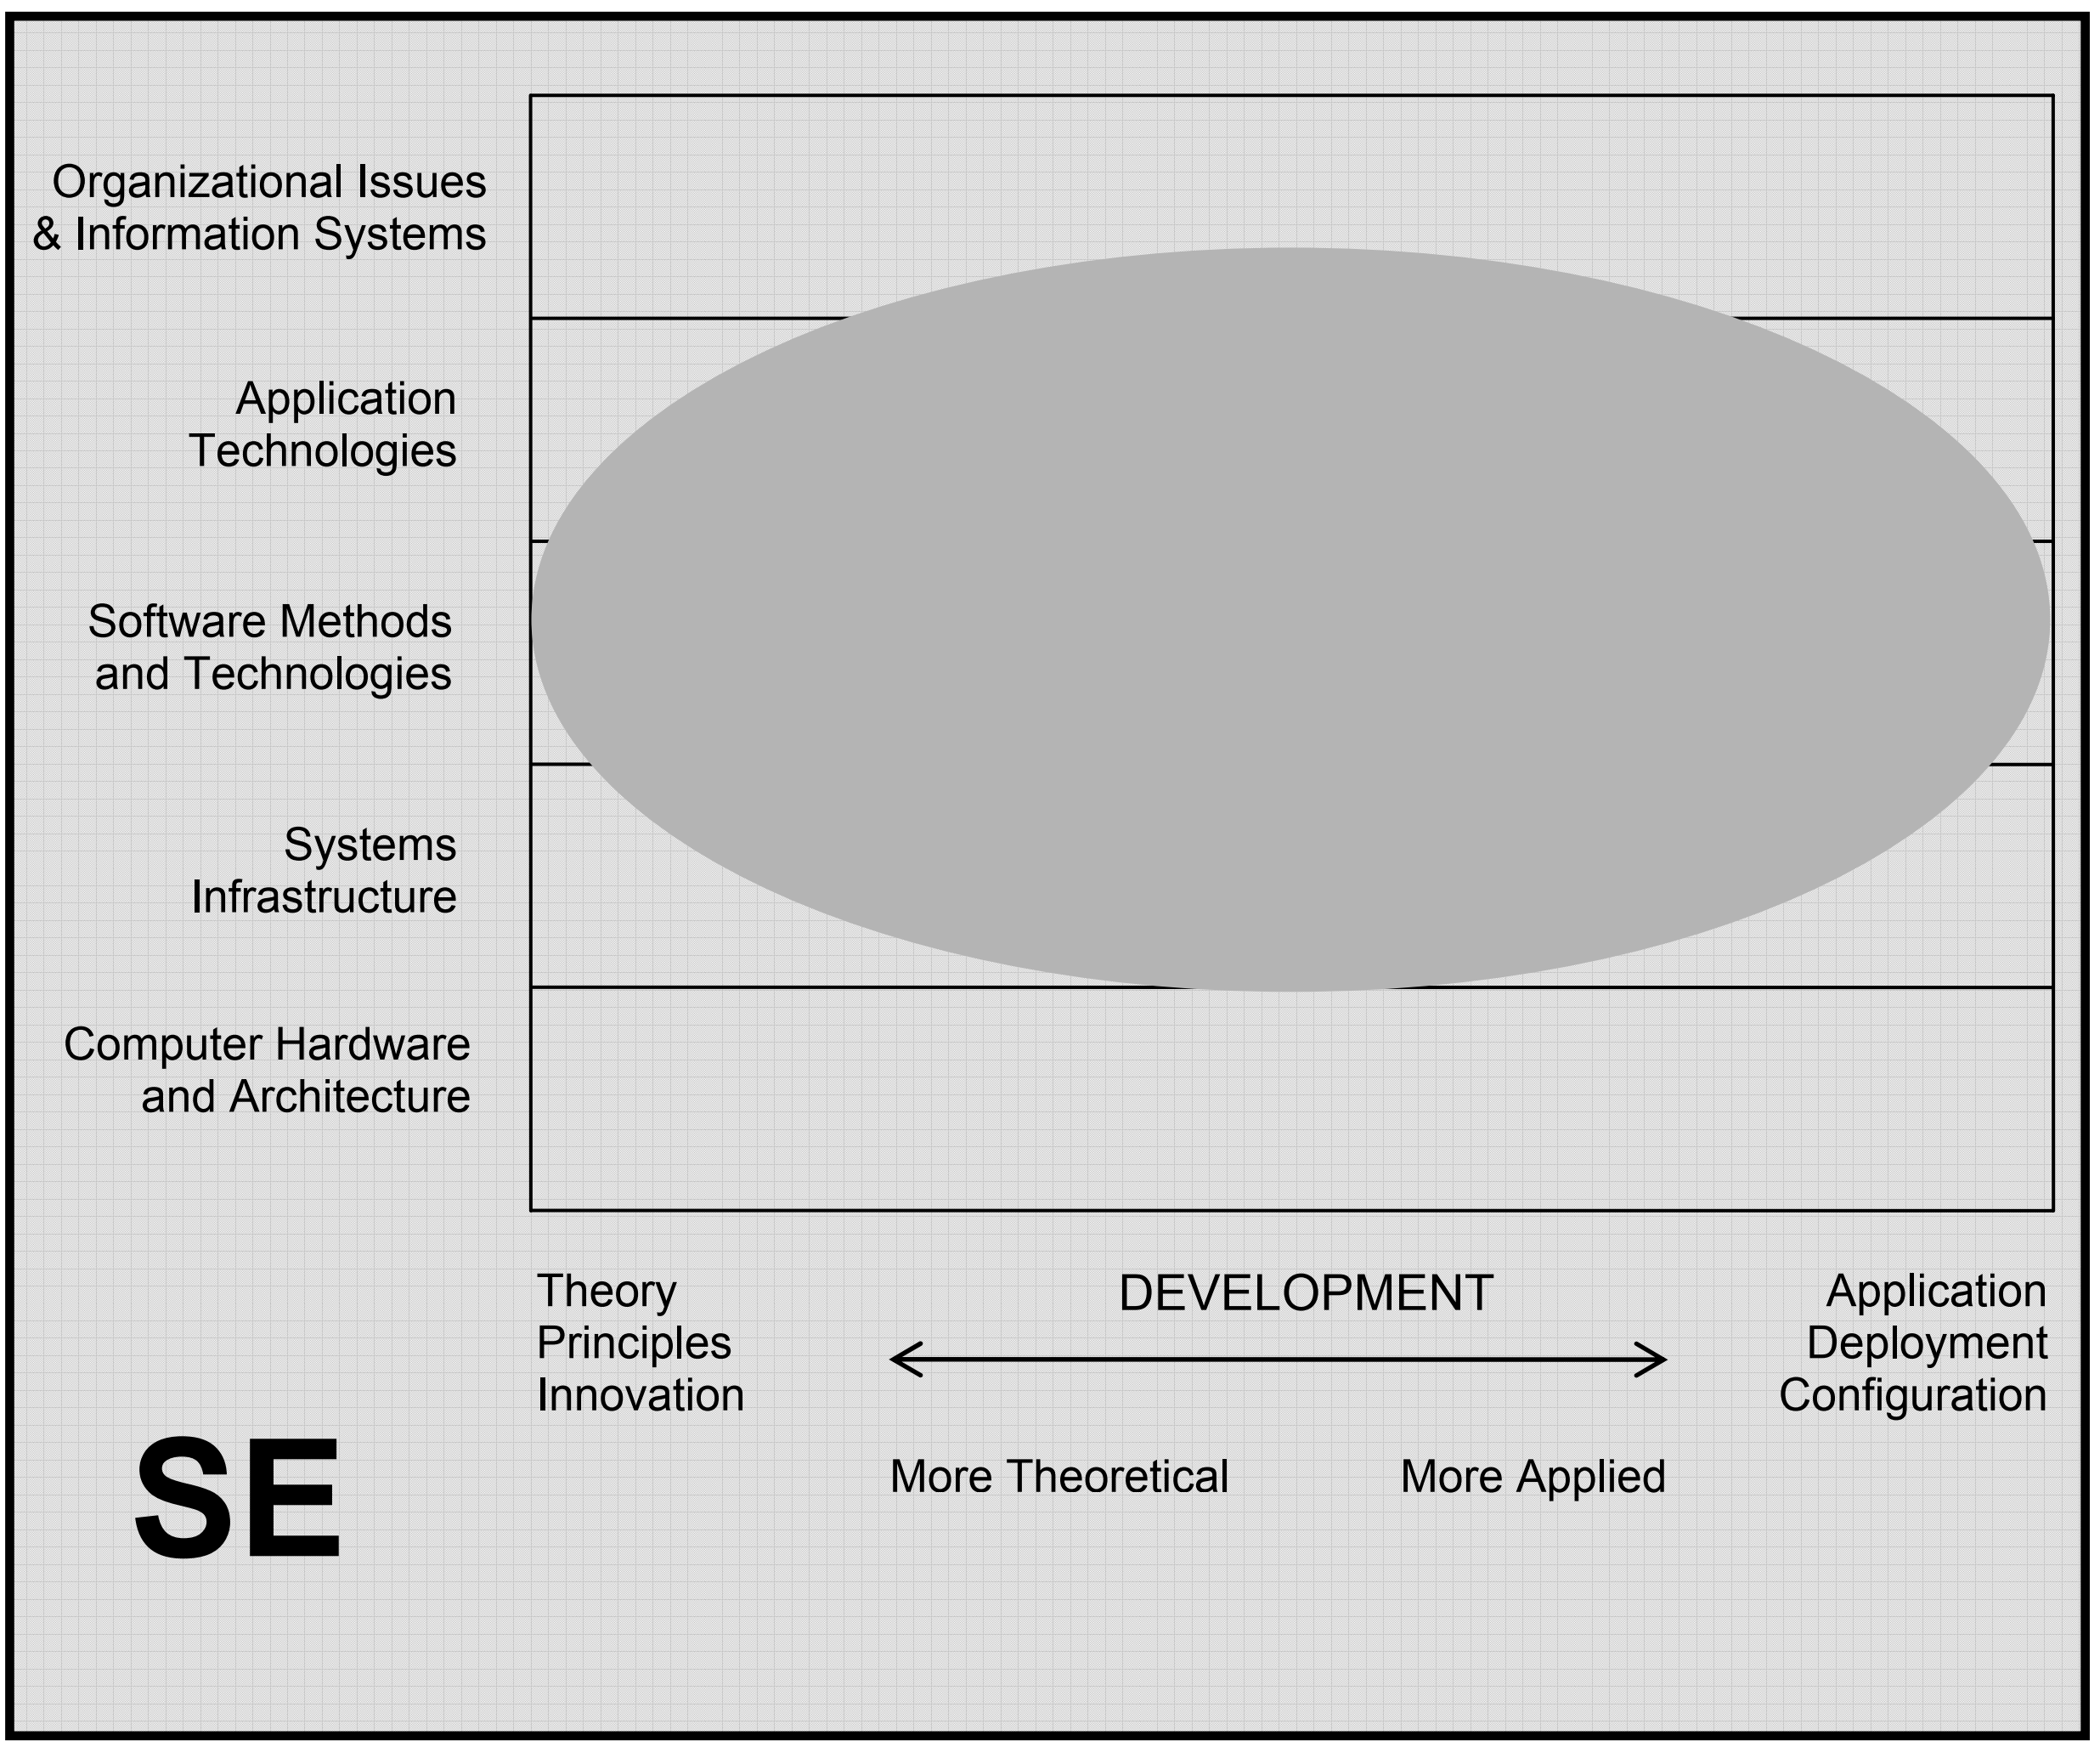 Organizational Issues
& Information Systems
Application
Technologies
Software Methods
and Technologies
Systems
Infrastructure
Computer Hardware
and Architecture
Theory
Principles
Innovation
DEVELOPMENT
Application
Deployment
Configuration
More Theoretical
More Applied
SE